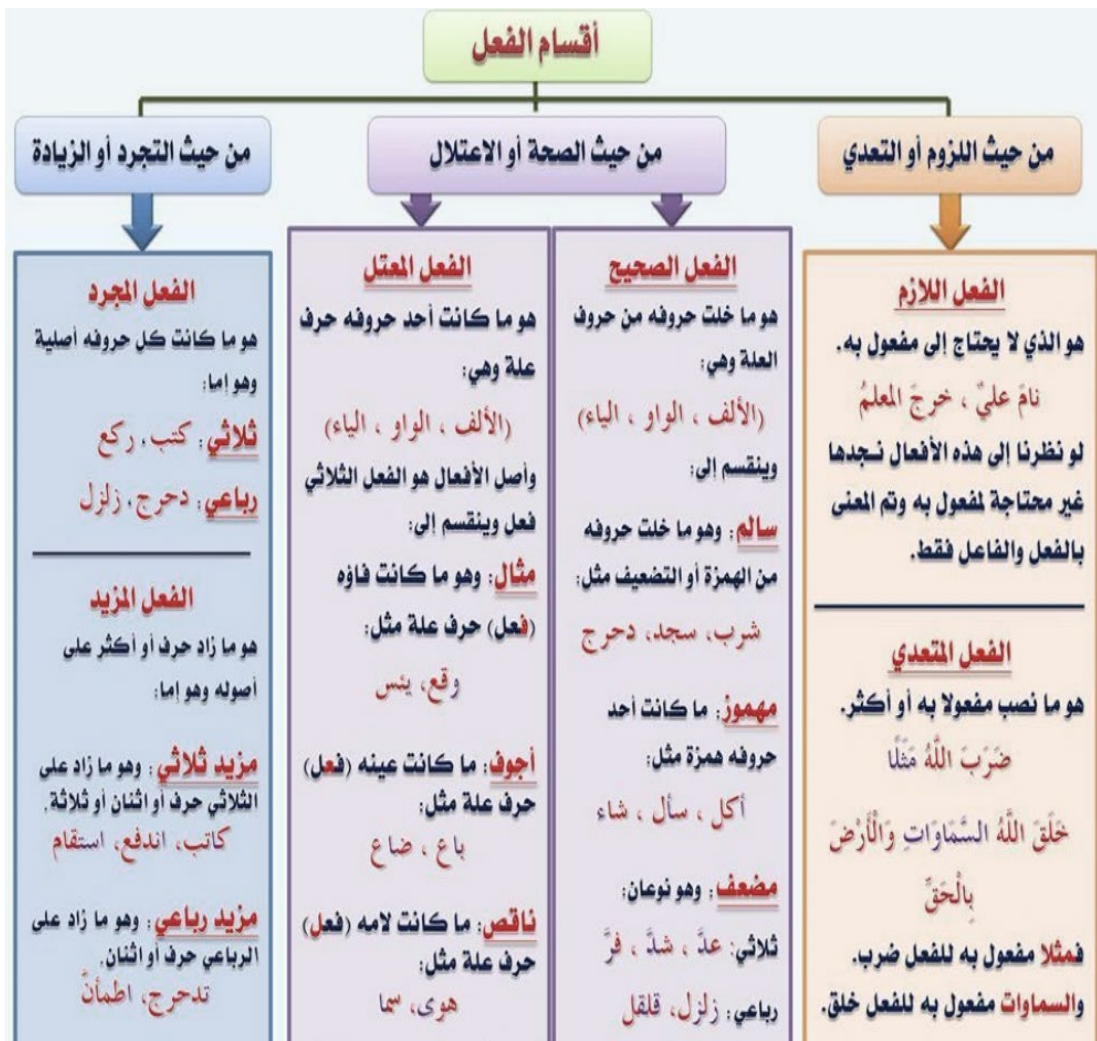 أقسام الفعل
من حيث اللزوم أو التعدي
الفعل اللازم
هو الذي لا يحتاج إلى مفعول به.
نامَ عليٌ ، خرجَ المعلمُ
لو نظرنا إلى هذه الأفعال نجدها
غير محتاجة لمفعول به وتم المعنى
بالفعل والفاعل فقط.
الفعل المتعدي
هو ما نصب مفعولا به أو أكثر.
ضَرَبَ اللَّهُ مَثَلًا
خَلَقَ اللَّهُ السَّمَاوَاتِ وَالْأَرْضَ
بِالْحَقِّ
فمثلا مفعول به للفعل ضرب.
والسماوات مفعول به للفعل خلق.
من حيث الصحة أو الاعتلال
الفعل الصحيح
هو ما خلت حروفه من حروف
العلة وهي:
(الألف ، الواو ، الياء)
وينقسم إلى:
سالم: وهو ما خلت حروفه
من الهمزة أو التضعيف مثل:
شرب، سجد، دحرج
مهموز: ما كانت أحد
حروفه همزة مثل:
أكل ، سأل ، شاء
مضعف: وهو نوعان:
ثلاثي: عدَّ ، شدَّ ، فرَّ
رباعي: زلزل، قلقل
الفعل المعتل
هو ما كانت أحد حروفه حرف
علة وهي:
(الألف ، الواو ، الياء)
وأصل الأفعال هو الفعل الثلاثي
فعل وينقسم إلى:
مثال: وهو ما كانت فاؤه
(فعل) حرف علة مثل:
وقع، يئس
أجوف: ما كانت عينه (فعل)
حرف علة مثل:
باع ، ضاع
ناقص: ما كانت لامه (فعل)
حرف علة مثل:
هوى، سما
من حيث التجرد أو الزيادة
الفعل المجرد
هو ما كانت كل حروفه أصلية
وهو إما:
ثلاثي: كتب، ركع
رباعي: دحرج، زلزل
الفعل المزيد
هو ما زاد حرف أو أكثر على
أصوله وهو إما:
مزيد ثلاثي: وهو ما زاد على
الثلاثي حرف أو اثنان أو ثلاثة.
كاتب، اندفع، استقام
مزيد رباعي: وهو ما زاد على
الرباعي حرف أو اثنان.
تدحرج، اطمأنَّ